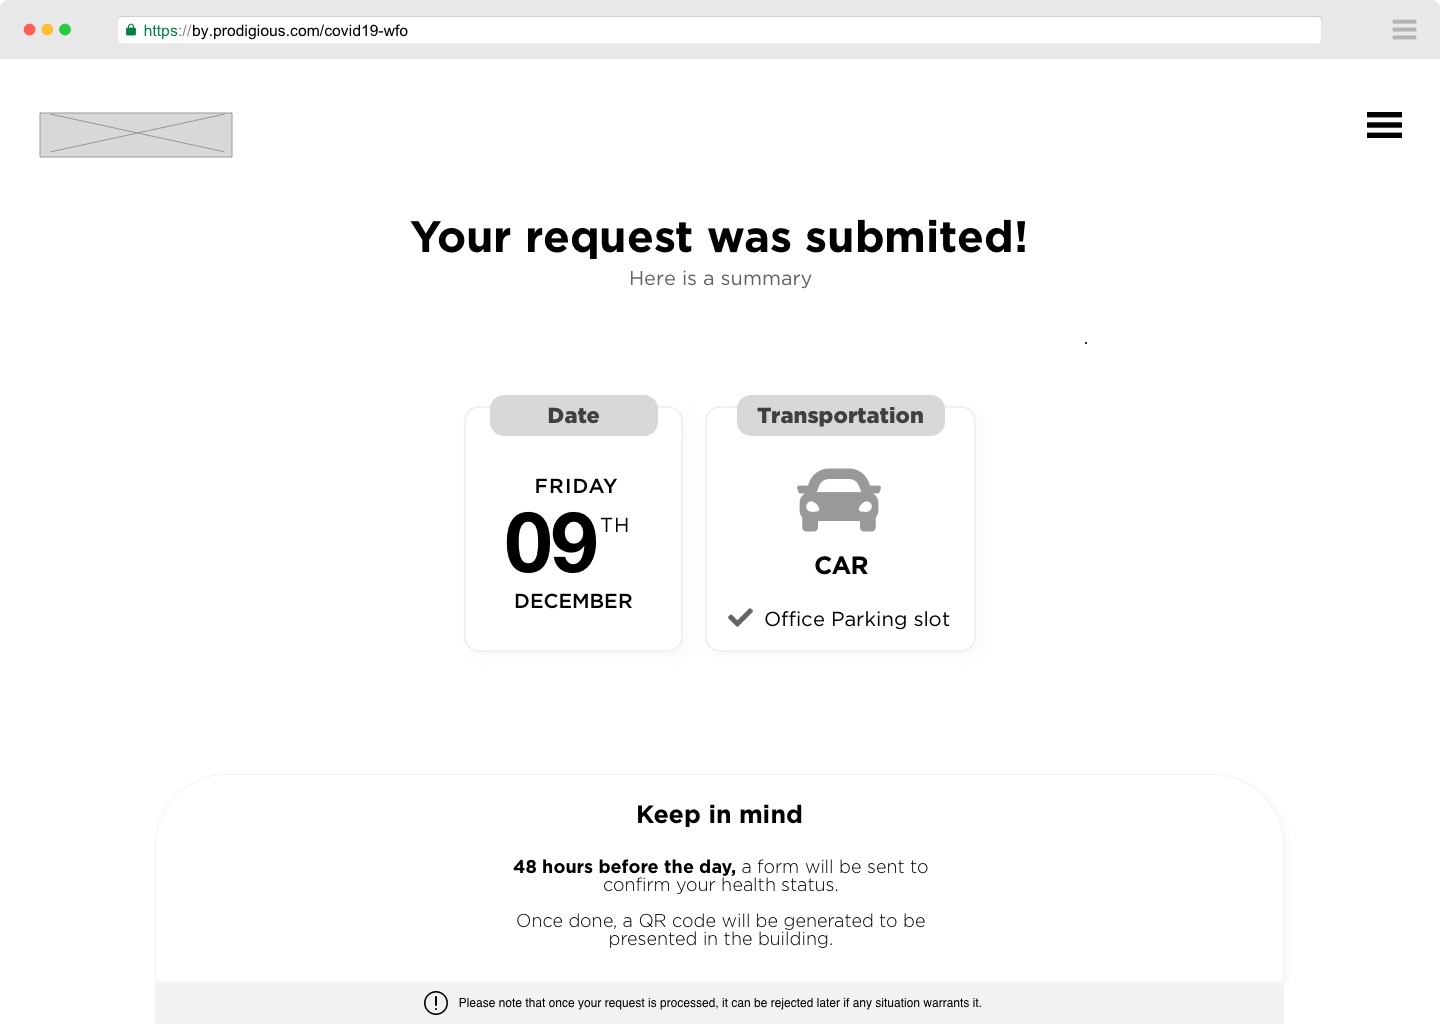 https://by.prodigious.com/covid19-wfo
Your request was submited!
Here is a summary
Date
FRIDAY
09TH
DECEMBER
Transportation
CAR
Office Parking slot
Keep in mind
48 hours before the day, a form will be sent to
confirm your health status.
Once done, a QR code will be generated to be
presented in the building.
Please note that once your request is processed, it can be rejected later if any situation warrants it.